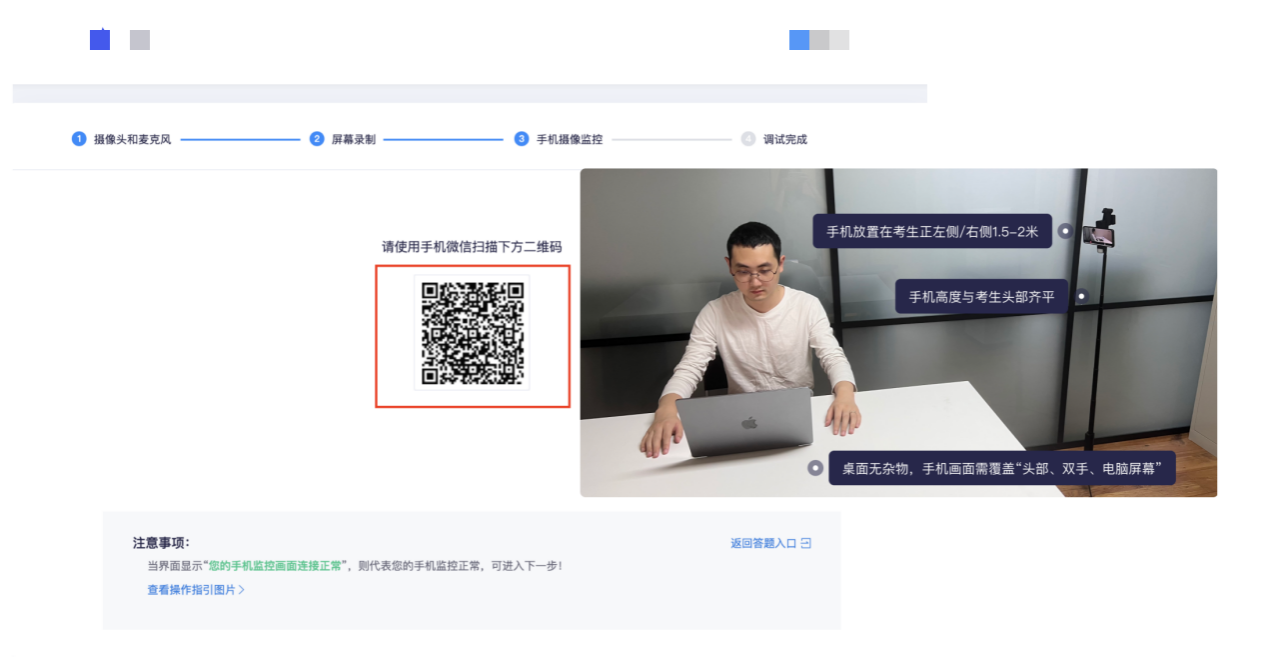 1 摄像头和麦克风 2 屏幕录制 3 手机摄像监控 4 调试完成
请使用手机微信扫描下方二维码
手机放置在考生正左侧/右侧1.5-2米
手机高度与考生头部齐平
桌面无杂物，手机画面需覆盖“头部、双手、电脑屏幕”
注意事项：
返回答题入口
当界面显示“您的手机监控画面连接正常”，则代表您的手机监控正常，可进入下一步！
查看操作指引图片 >